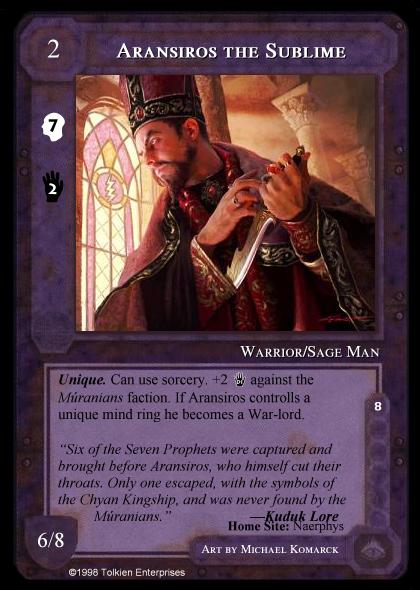 2
ARANSIROS THE SUBLIME
7
2
WARRIOR/SAGE MAN
Unique. Can use sorcery. +2 against the
Múranians faction. If Aransiros controlls a
unique mind ring he becomes a War-lord.
8
“Six of the Seven Prophets were captured and
brought before Aransiros, who himself cut their
throats. Only one escaped, with the symbols of
the Chyan Kingship, and was never found by the
Múranians.”
—Kuduk Lore
Home Site: Naerphys
6/8
ART BY MICHAEL KOMARCK
©1998 Tolkien Enterprises